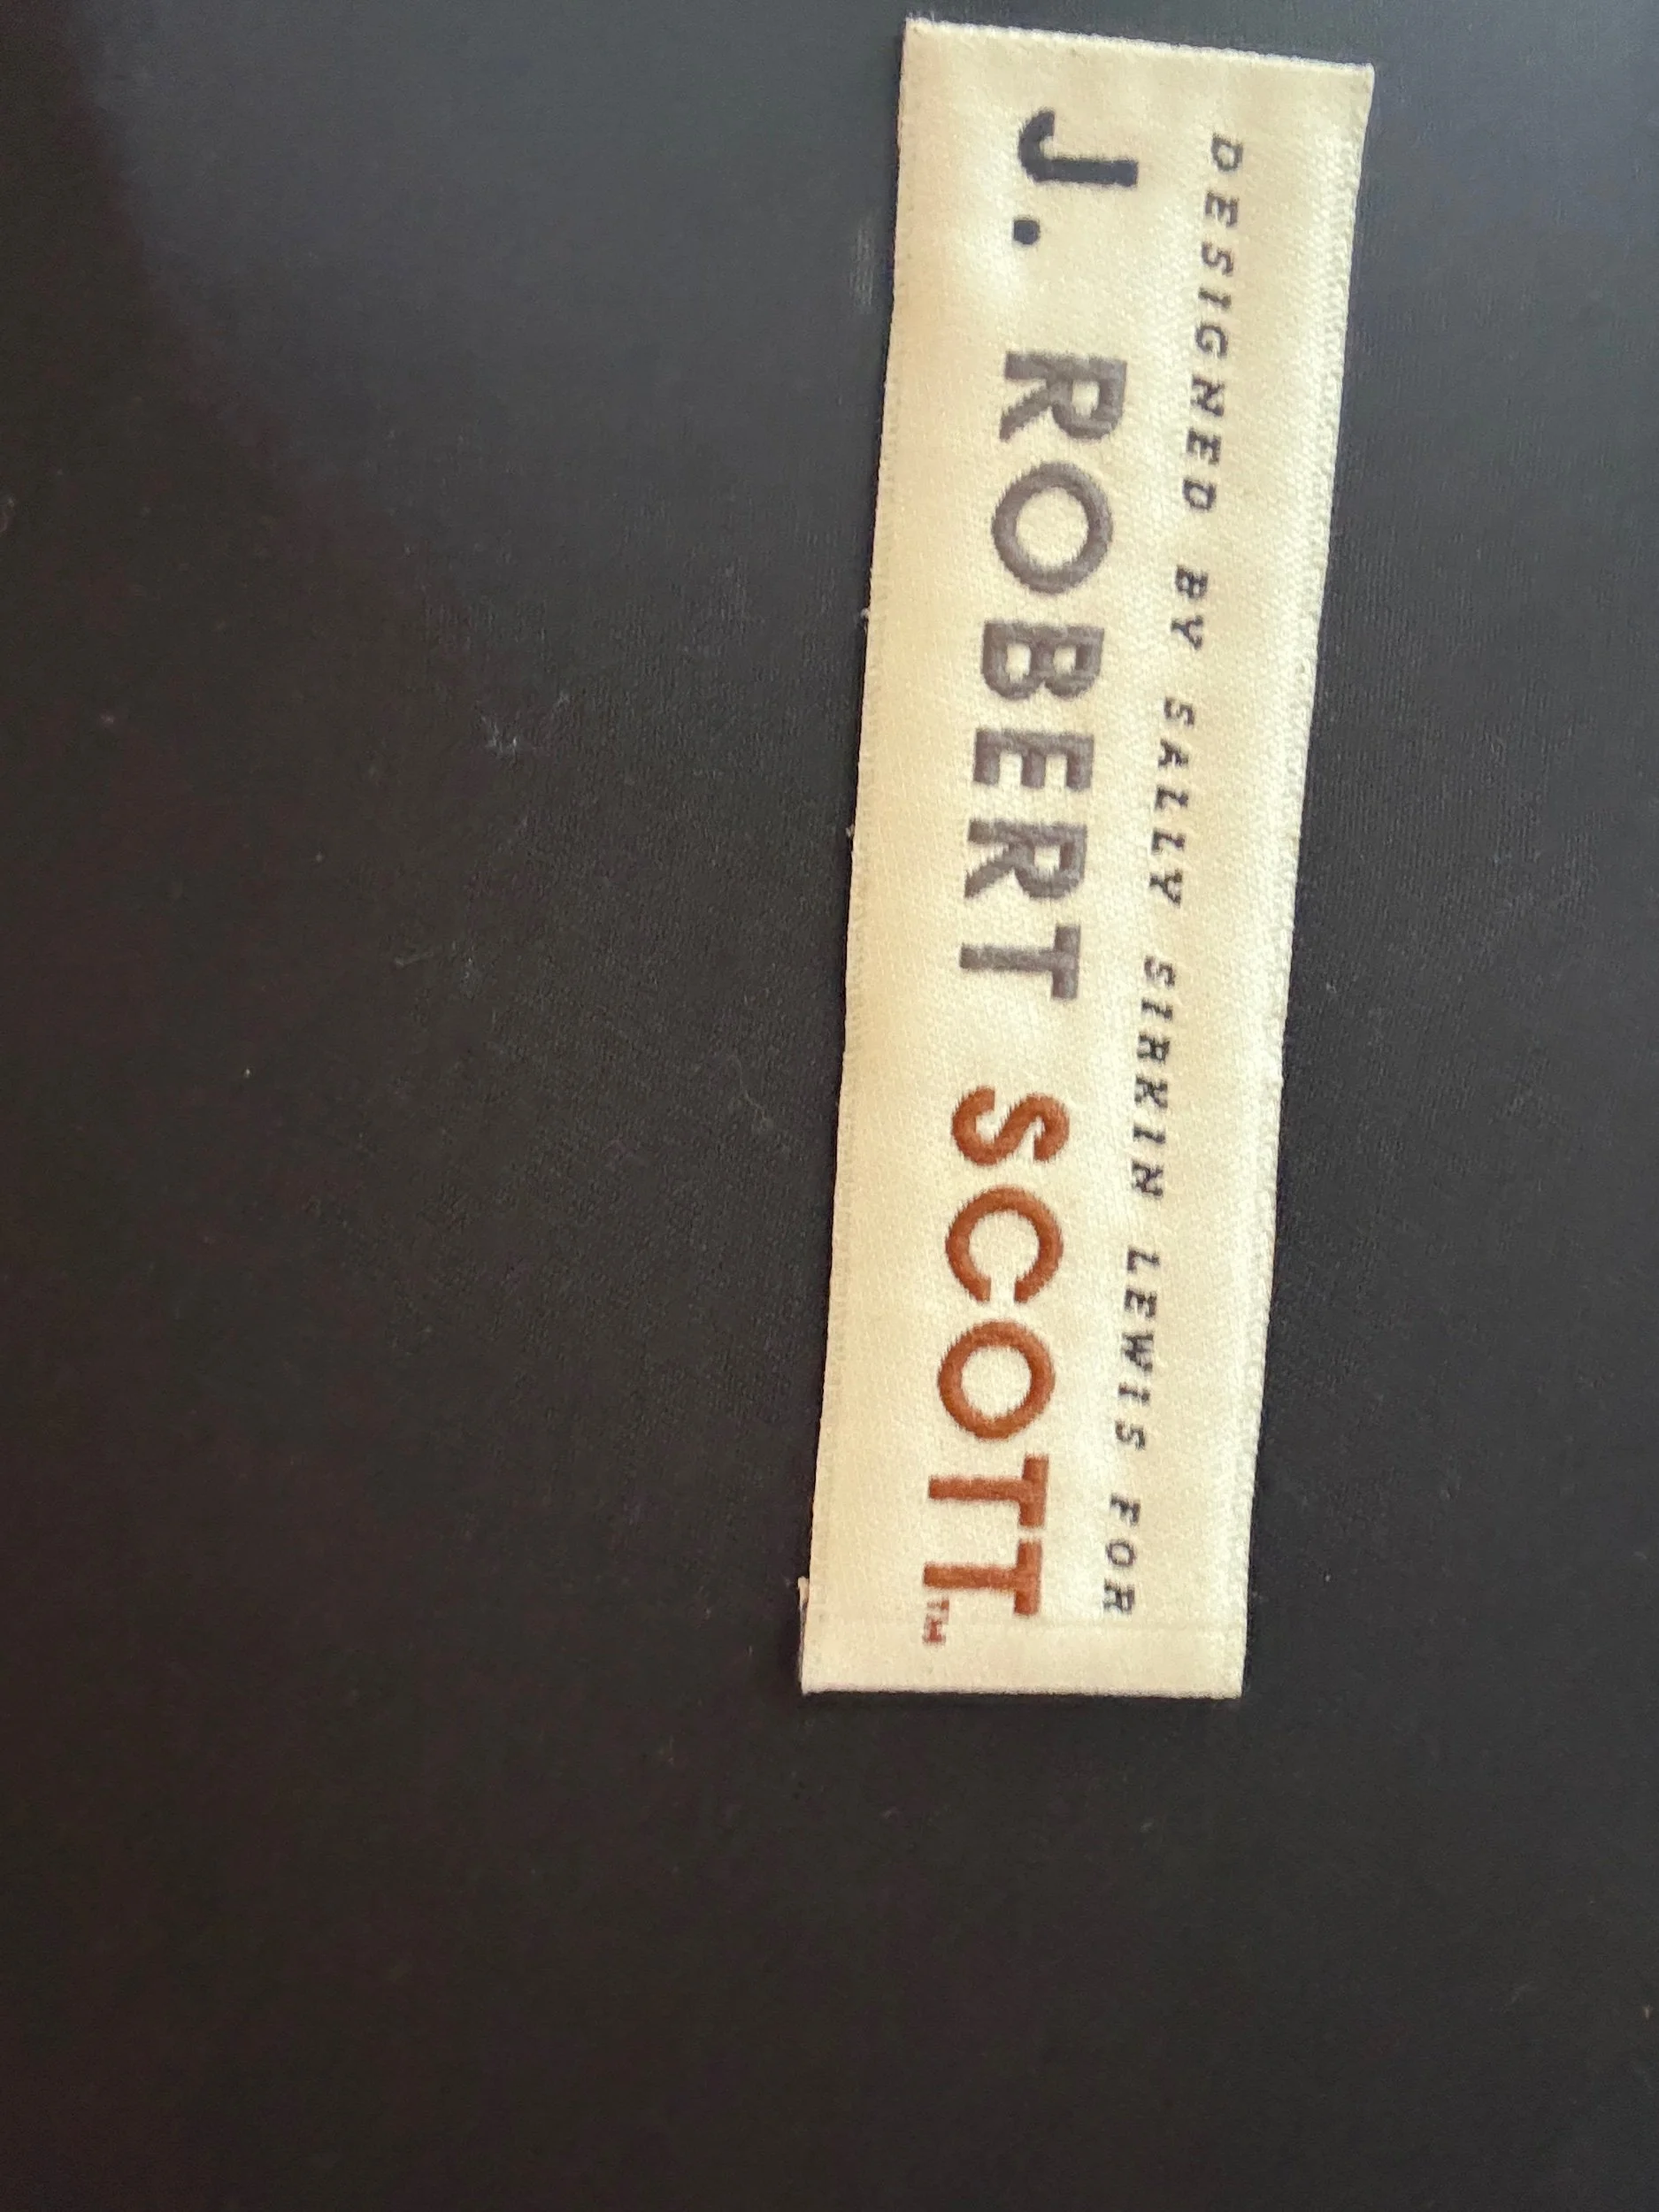 DESIGNED BY SALLY SIRKIN LEWIS FOR
J. ROBERT SCOTT™